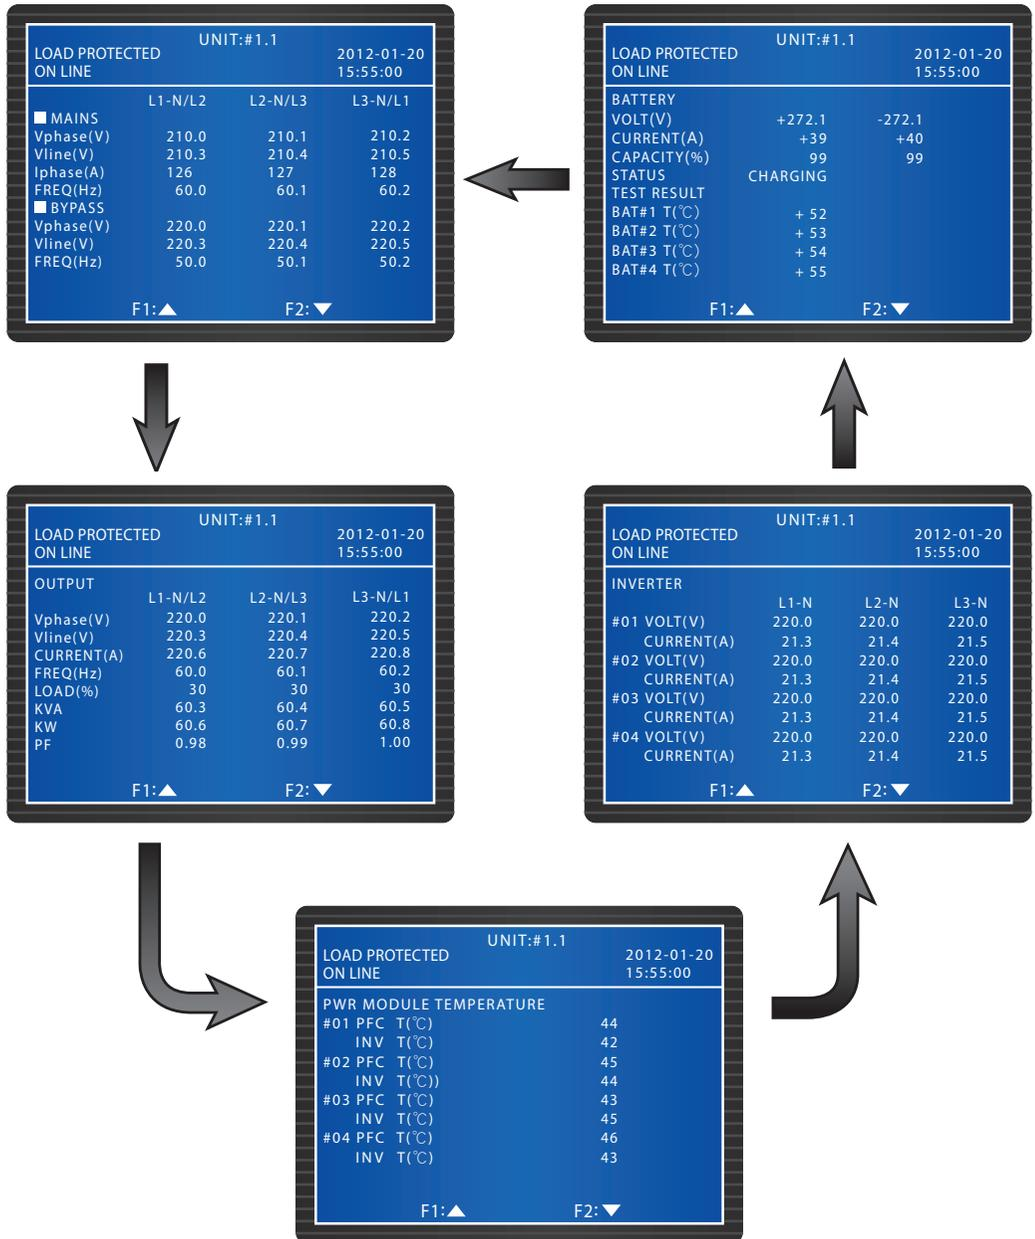 UNIT:#1.1
LOAD PROTECTED 2012-01-20
ON LINE 15:55:00
L1-N/L2 L2-N/L3 L3-N/L1
MAINS
Vphase(V) 210.0 210.1 210.2
Vline(V) 210.3 210.4 210.5
Iphase(A) 126 127 128
FREQ(Hz) 60.0 60.1 60.2
BYPASS
Vphase(V) 220.0 220.1 220.2
Vline(V) 220.3 220.4 220.5
FREQ(Hz) 50.0 50.1 50.2
F1:▲ F2:▼
UNIT:#1.1
LOAD PROTECTED 2012-01-20
ON LINE 15:55:00
BATTERY
VOLT(V) +272.1 -272.1
CURRENT(A) +39 +40
CAPACITY(%) 99 99
STATUS CHARGING
TEST RESULT
BAT#1 T(℃) + 52
BAT#2 T(℃) + 53
BAT#3 T(℃) + 54
BAT#4 T(℃) + 55
F1:▲ F2:▼
UNIT:#1.1
LOAD PROTECTED 2012-01-20
ON LINE 15:55:00
OUTPUT
L1-N/L2 L2-N/L3 L3-N/L1
Vphase(V) 220.0 220.1 220.2
Vline(V) 220.3 220.4 220.5
CURRENT(A) 220.6 220.7 220.8
FREQ(Hz) 60.0 60.1 60.2
LOAD(%) 30 30 30
KVA 60.3 60.4 60.5
KW 60.6 60.7 60.8
PF 0.98 0.99 1.00
F1:▲ F2:▼
UNIT:#1.1
LOAD PROTECTED 2012-01-20
ON LINE 15:55:00
INVERTER
L1-N L2-N L3-N
#01 VOLT(V) 220.0 220.0 220.0
CURRENT(A) 21.3 21.4 21.5
#02 VOLT(V) 220.0 220.0 220.0
CURRENT(A) 21.3 21.4 21.5
#03 VOLT(V) 220.0 220.0 220.0
CURRENT(A) 21.3 21.4 21.5
#04 VOLT(V) 220.0 220.0 220.0
CURRENT(A) 21.3 21.4 21.5
F1:▲ F2:▼
UNIT:#1.1
LOAD PROTECTED 2012-01-20
ON LINE 15:55:00
PWR MODULE TEMPERATURE
#01 PFC T(℃) 44
INV T(℃) 42
#02 PFC T(℃) 45
INV T(℃)) 44
#03 PFC T(℃) 43
INV T(℃) 45
#04 PFC T(℃) 46
INV T(℃) 43
F1:▲ F2:▼